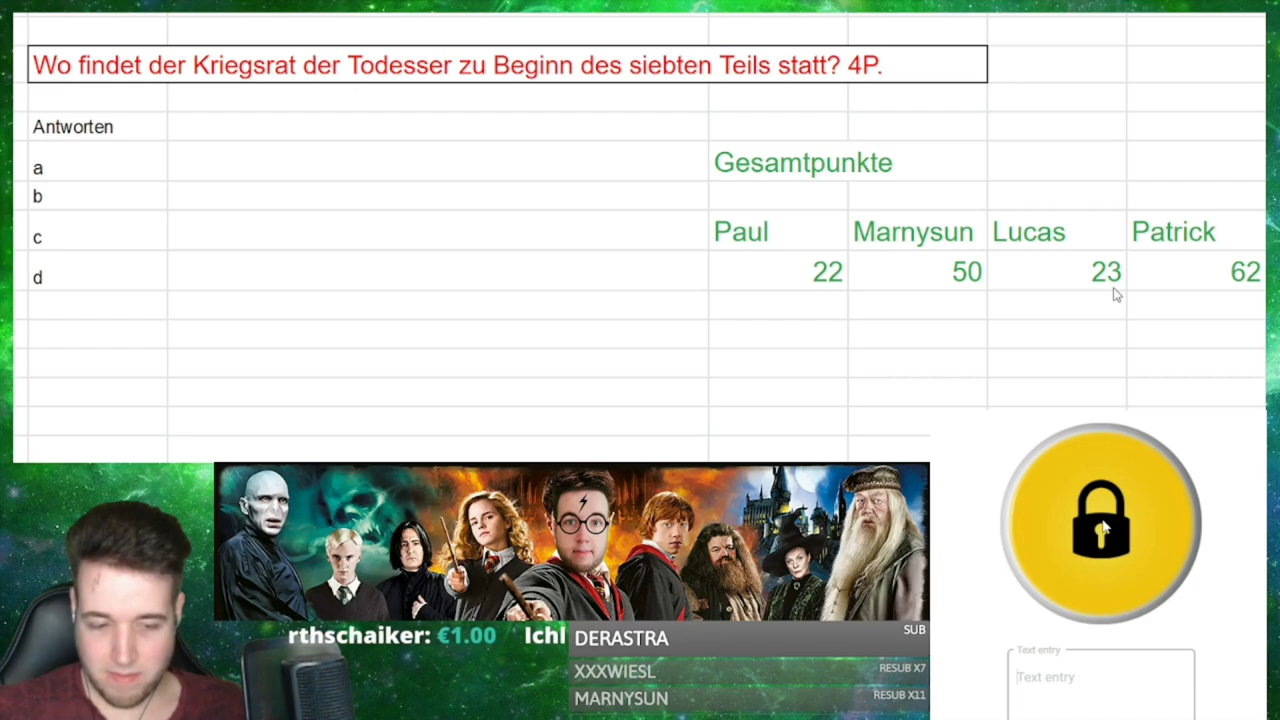 Wo findet der Kriegsrat der Todesser zu Beginn des siebten Teils statt? 4P.
Antworten
a
Gesamtpunkte
b
c
Paul Marnysun Lucas Patrick
d
22 50 23 62
rthschaiker: €1.00 Ichl
DERASTRA SUB
XXXWIESL RESUB X7
MARNYSUN RESUB X11
Text entry
Text entry